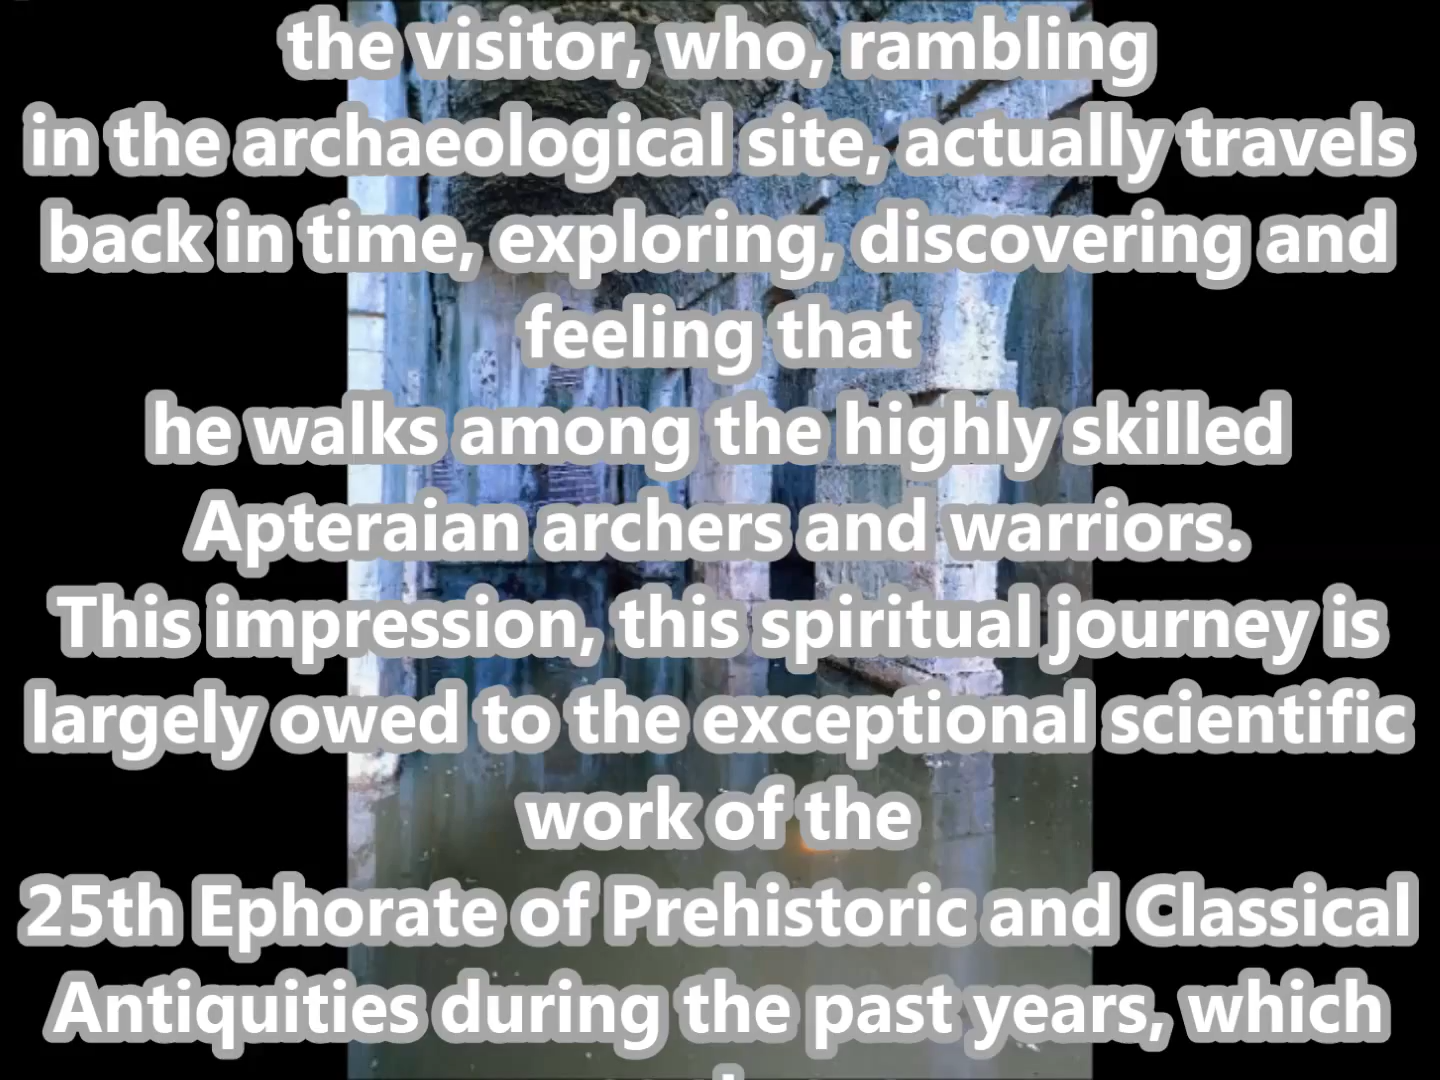 the visitor, who, rambling
in the archaeological site, actually travels
back in time, exploring, discovering and
feeling that
he walks among the highly skilled
Apteraian archers and warriors.
This impression, this spiritual journey is
largely owed to the exceptional scientific
work of the
25th Ephorate of Prehistoric and Classical
Antiquities during the past years, which